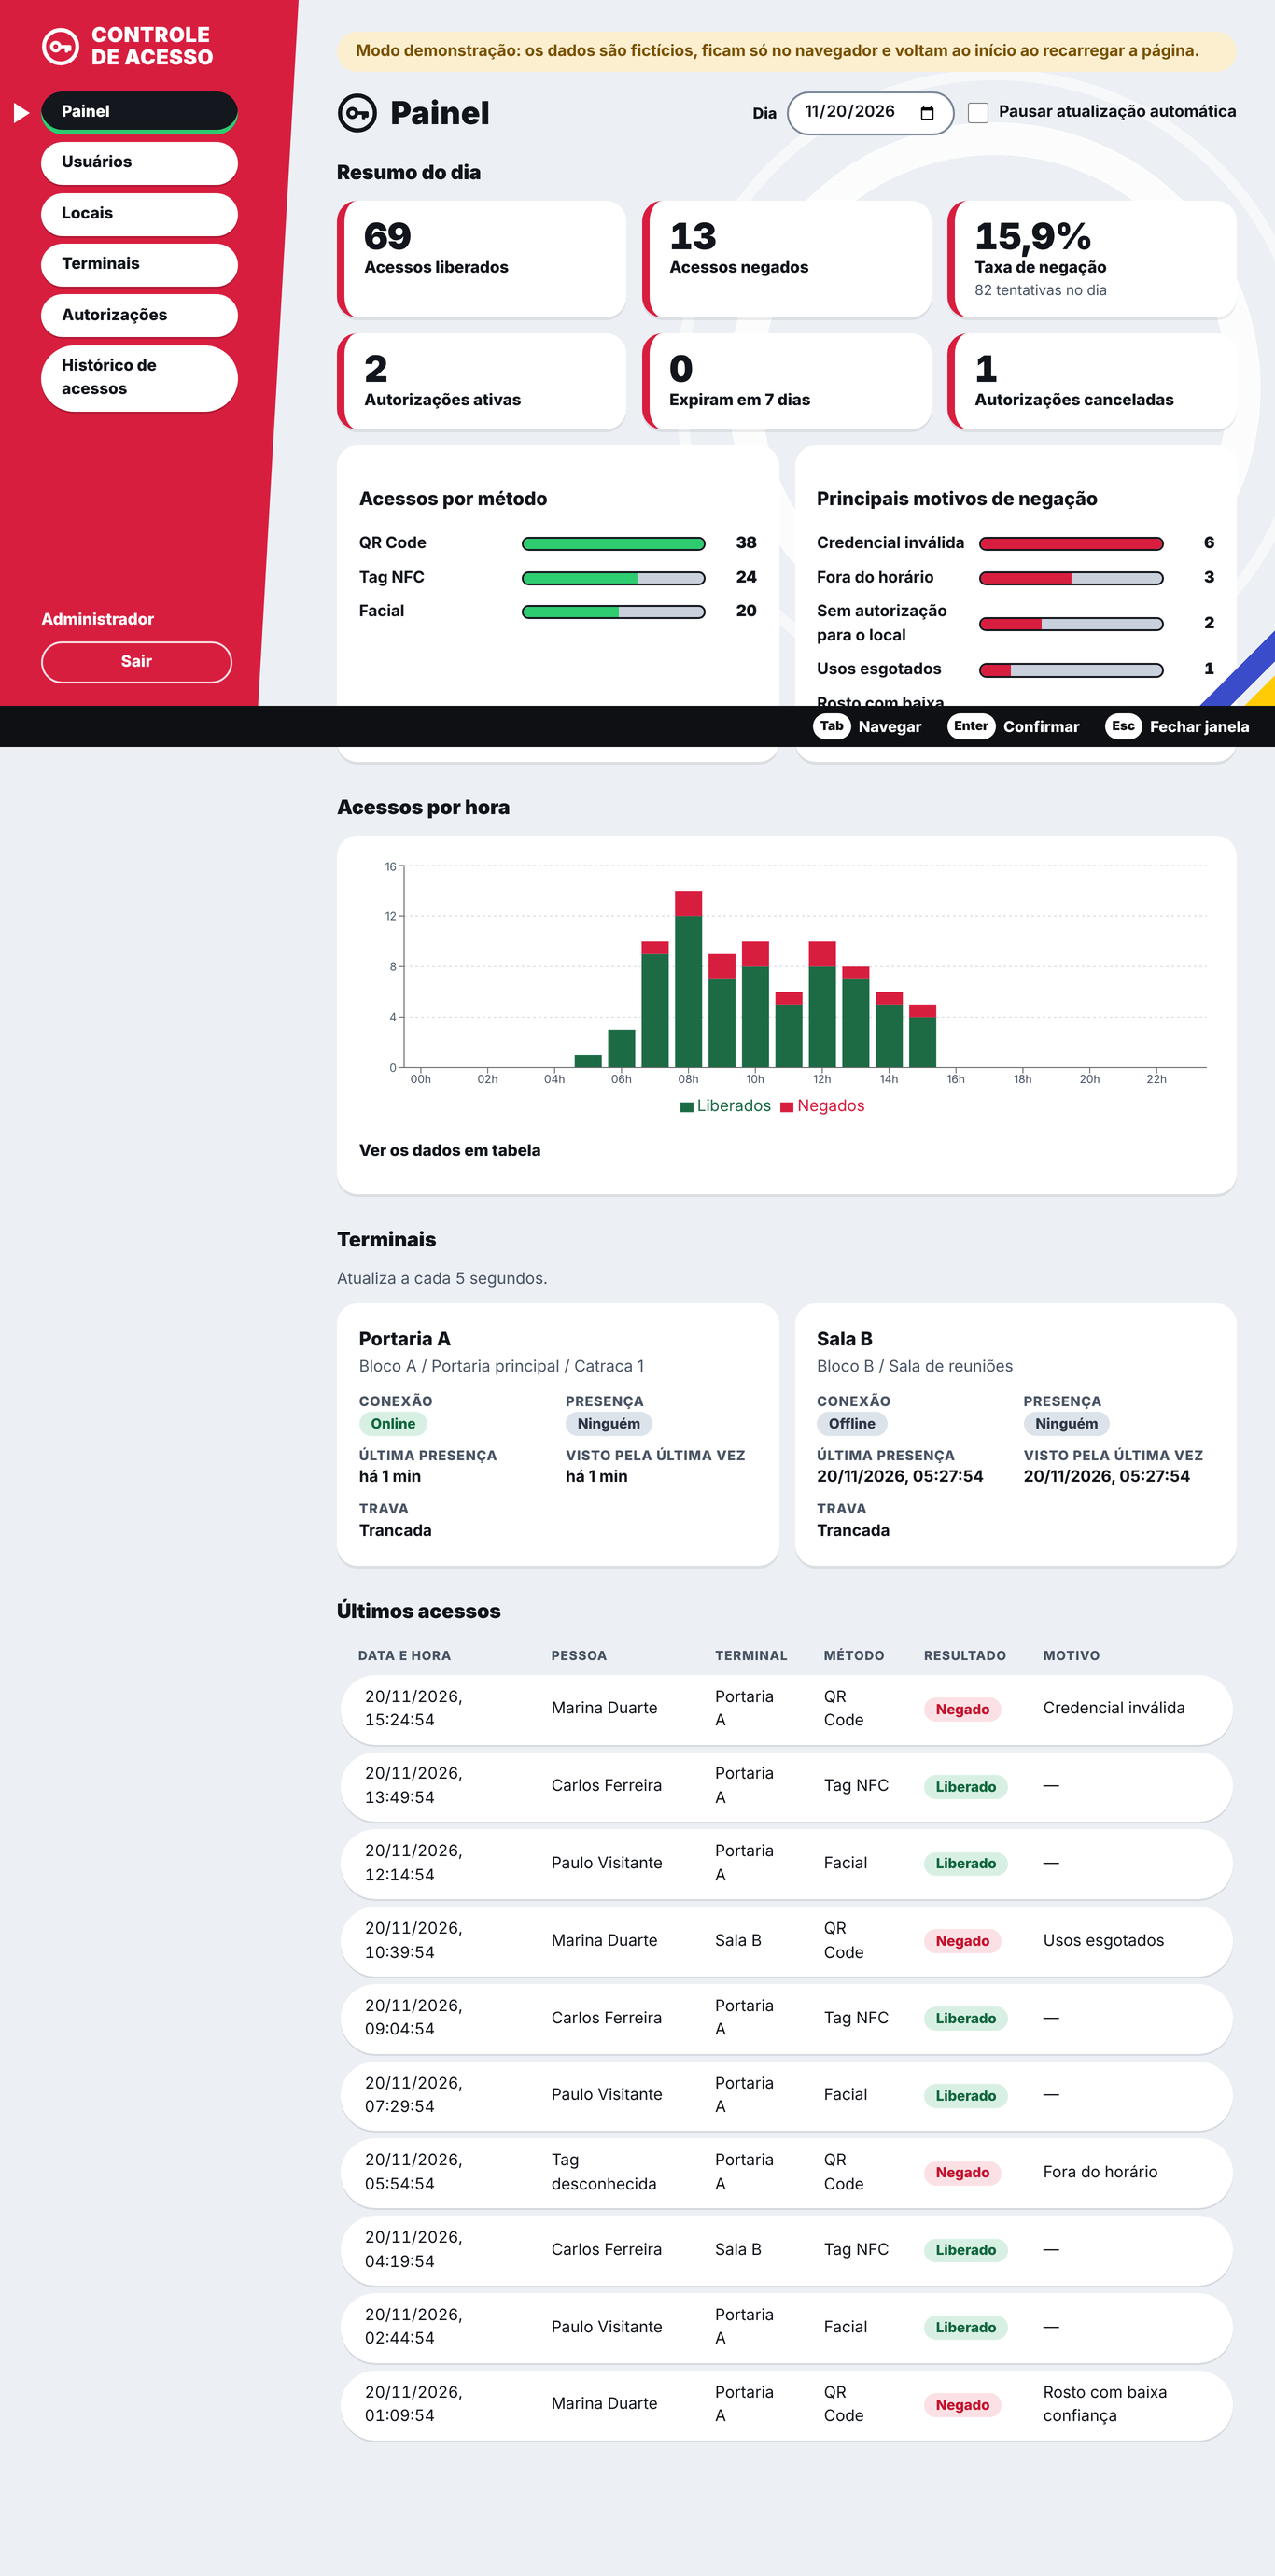 CONTROLE
DE ACESSO
Painel
Usuários
Locais
Terminais
Autorizações
Histórico de
acessos
Administrador
Sair
Modo demonstração: os dados são fictícios, ficam só no navegador e voltam ao início ao recarregar a página.
Painel
Dia 11/20/2026 Pausar atualização automática
Resumo do dia
69
Acessos liberados
13
Acessos negados
15,9%
Taxa de negação
82 tentativas no dia
2
Autorizações ativas
0
Expiram em 7 dias
1
Autorizações canceladas
Acessos por método
QR Code 38
Tag NFC 24
Facial 20
Principais motivos de negação
Credencial inválida 6
Fora do horário 3
Sem autorização
para o local 2
Usos esgotados 1
Rosto com baixa
Tab Navegar Enter Confirmar Esc Fechar janela
Acessos por hora
16
12
8
4
0
00h 02h 04h 06h 08h 10h 12h 14h 16h 18h 20h 22h
Liberados Negados
Ver os dados em tabela
Terminais
Atualiza a cada 5 segundos.
Portaria A
Bloco A / Portaria principal / Catraca 1
CONEXÃO PRESENÇA
Online Ninguém
ÚLTIMA PRESENÇA VISTO PELA ÚLTIMA VEZ
há 1 min há 1 min
TRAVA
Trancada
Sala B
Bloco B / Sala de reuniões
CONEXÃO PRESENÇA
Offline Ninguém
ÚLTIMA PRESENÇA VISTO PELA ÚLTIMA VEZ
20/11/2026, 05:27:54 20/11/2026, 05:27:54
TRAVA
Trancada
Últimos acessos
DATA E HORA PESSOA TERMINAL MÉTODO RESULTADO MOTIVO
20/11/2026,
15:24:54
Marina Duarte
Portaria
A
QR
Code
Negado
Credencial inválida
20/11/2026,
13:49:54
Carlos Ferreira
Portaria
A
Tag NFC
Liberado
—
20/11/2026,
12:14:54
Paulo Visitante
Portaria
A
Facial
Liberado
—
20/11/2026,
10:39:54
Marina Duarte
Sala B
QR
Code
Negado
Usos esgotados
20/11/2026,
09:04:54
Carlos Ferreira
Portaria
A
Tag NFC
Liberado
—
20/11/2026,
07:29:54
Paulo Visitante
Portaria
A
Facial
Liberado
—
20/11/2026,
05:54:54
Tag
desconhecida
Portaria
A
QR
Code
Negado
Fora do horário
20/11/2026,
04:19:54
Carlos Ferreira
Sala B
Tag NFC
Liberado
—
20/11/2026,
02:44:54
Paulo Visitante
Portaria
A
Facial
Liberado
—
20/11/2026,
01:09:54
Marina Duarte
Portaria
A
QR
Code
Negado
Rosto com baixa
confiança